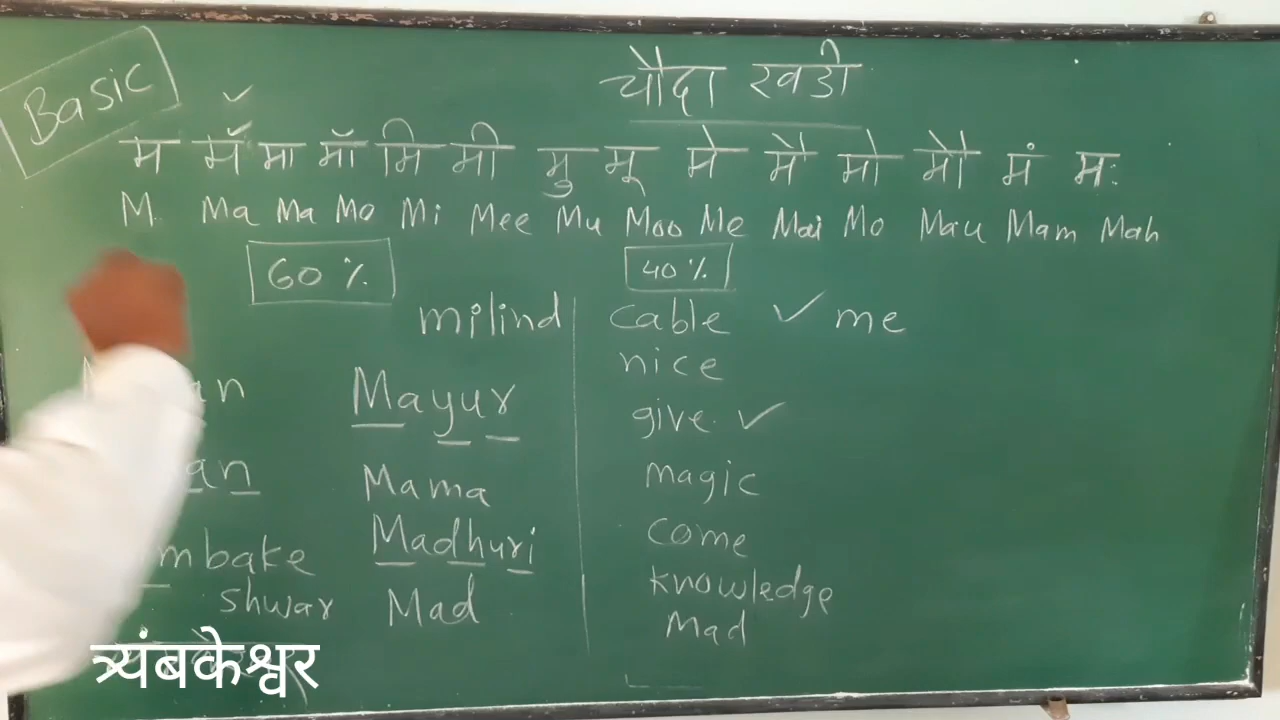 Basic
चौदा खडी
म मॅ मा मॉ मि मी मु मू मे मै मो मौ मं मः
M Ma Ma Mo Mi Mee Mu Moo Me Mai Mo Mau Mam Mah
60 % 40 %
milind cable ✓ me
nice
an Mayur give ✓
an Mama magic
mbake Madhuri come
shwar Mad knowledge
Mad
त्र्यंबकेश्वर